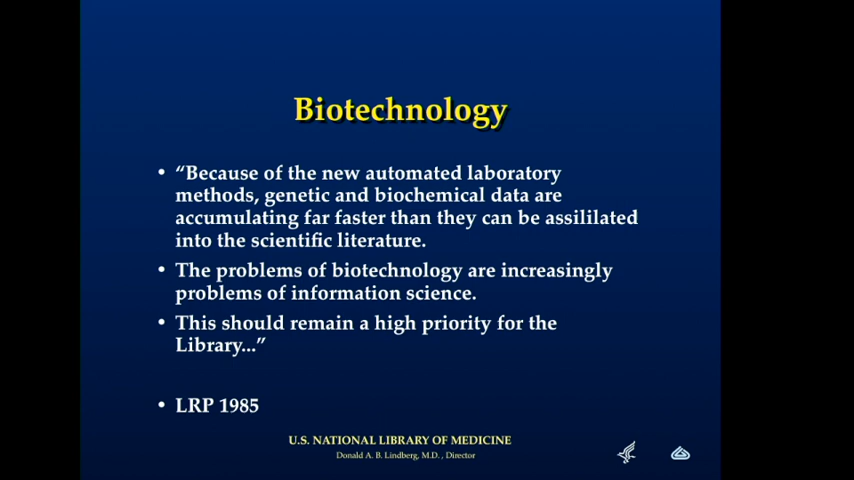 Biotechnology
• “Because of the new automated laboratory
methods, genetic and biochemical data are
accumulating far faster than they can be assililated
into the scientific literature.
• The problems of biotechnology are increasingly
problems of information science.
• This should remain a high priority for the
Library...”
• LRP 1985
U.S. NATIONAL LIBRARY OF MEDICINE
Donald A. B. Lindberg, M.D. , Director